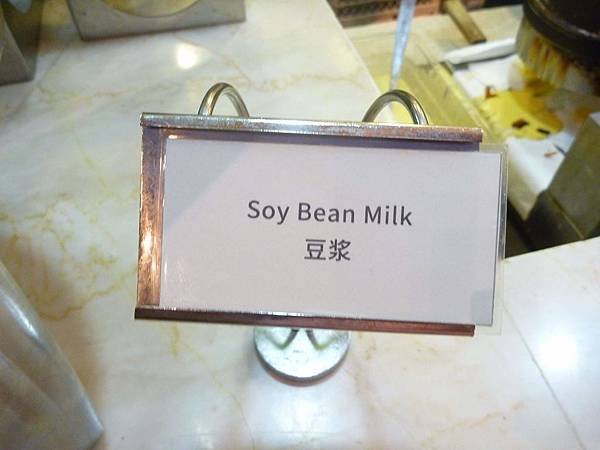 Soy Bean Milk
豆浆